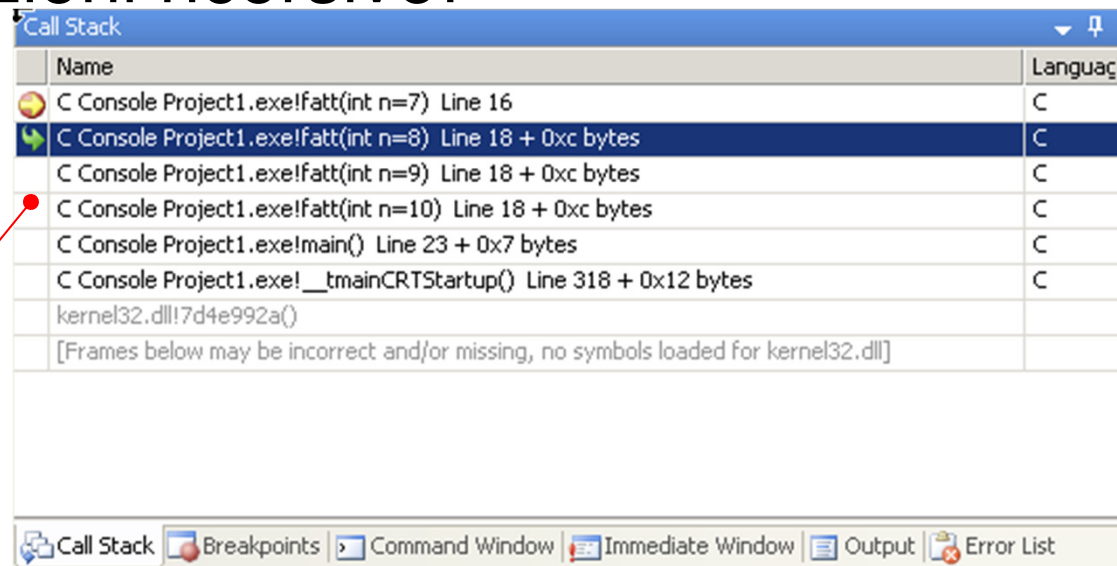 Call Stack
Name Languag
C Console Project1.exe!fatt(int n=7) Line 16 C
C Console Project1.exe!fatt(int n=8) Line 18 + 0xc bytes C
C Console Project1.exe!fatt(int n=9) Line 18 + 0xc bytes C
C Console Project1.exe!fatt(int n=10) Line 18 + 0xc bytes C
C Console Project1.exe!main() Line 23 + 0x7 bytes C
C Console Project1.exe!__tmainCRTStartup() Line 318 + 0x12 bytes C
kernel32.dll!7d4e992a()
[Frames below may be incorrect and/or missing, no symbols loaded for kernel32.dll]
Call Stack Breakpoints Command Window Immediate Window Output Error List